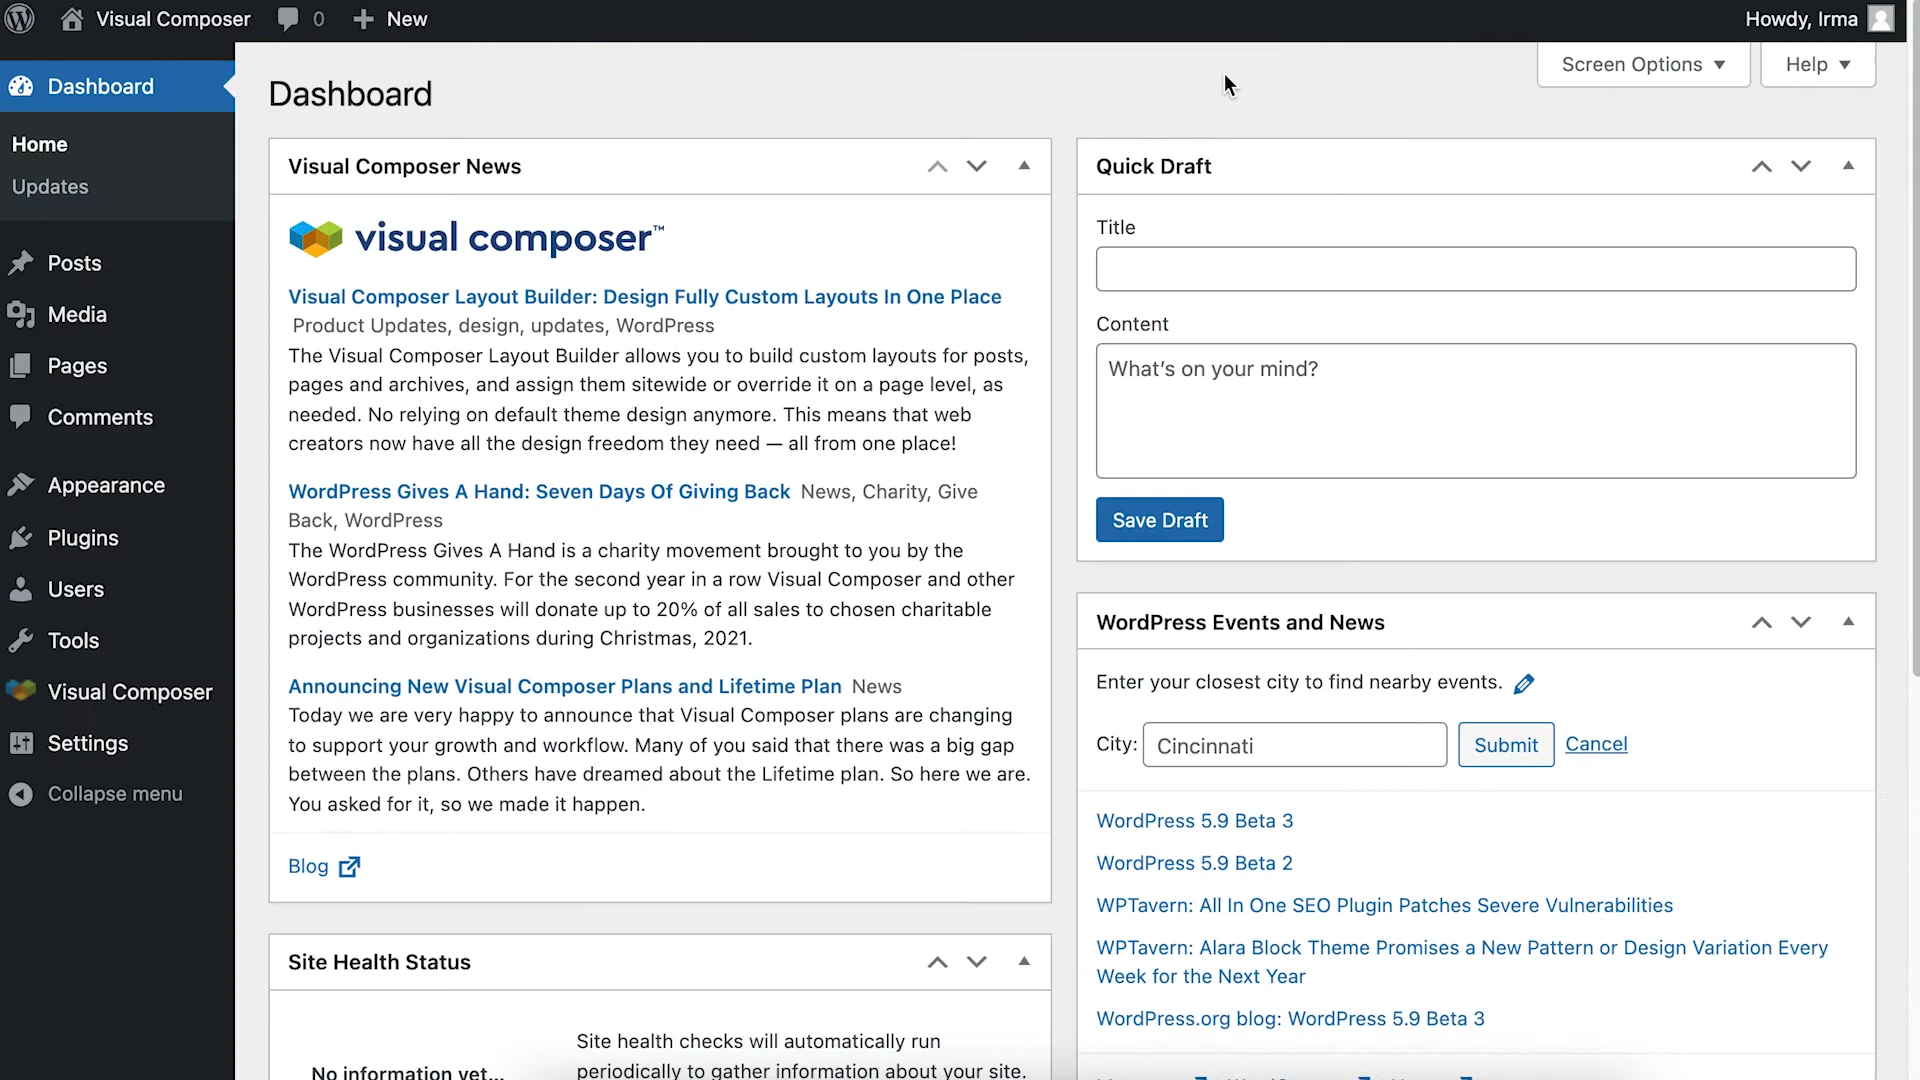 Visual Composer
0
New
Howdy, Irma
Dashboard
Home
Updates
Posts
Media
Pages
Comments
Appearance
Plugins
Users
Tools
Visual Composer
Settings
Collapse menu
Screen Options
Help
Dashboard
Visual Composer News
visual composer™
Visual Composer Layout Builder: Design Fully Custom Layouts In One Place
Product Updates, design, updates, WordPress
The Visual Composer Layout Builder allows you to build custom layouts for posts,
pages and archives, and assign them sitewide or override it on a page level, as
needed. No relying on default theme design anymore. This means that web
creators now have all the design freedom they need — all from one place!
WordPress Gives A Hand: Seven Days Of Giving Back News, Charity, Give
Back, WordPress
The WordPress Gives A Hand is a charity movement brought to you by the
WordPress community. For the second year in a row Visual Composer and other
WordPress businesses will donate up to 20% of all sales to chosen charitable
projects and organizations during Christmas, 2021.
Announcing New Visual Composer Plans and Lifetime Plan News
Today we are very happy to announce that Visual Composer plans are changing
to support your growth and workflow. Many of you said that there was a big gap
between the plans. Others have dreamed about the Lifetime plan. So here we are.
You asked for it, so we made it happen.
Blog
Site Health Status
No information yet...
Site health checks will automatically run
periodically to gather information about your site.
Quick Draft
Title
Content
What's on your mind?
Save Draft
WordPress Events and News
Enter your closest city to find nearby events.
City: Cincinnati Submit Cancel
WordPress 5.9 Beta 3
WordPress 5.9 Beta 2
WPTavern: All In One SEO Plugin Patches Severe Vulnerabilities
WPTavern: Alara Block Theme Promises a New Pattern or Design Variation Every
Week for the Next Year
WordPress.org blog: WordPress 5.9 Beta 3